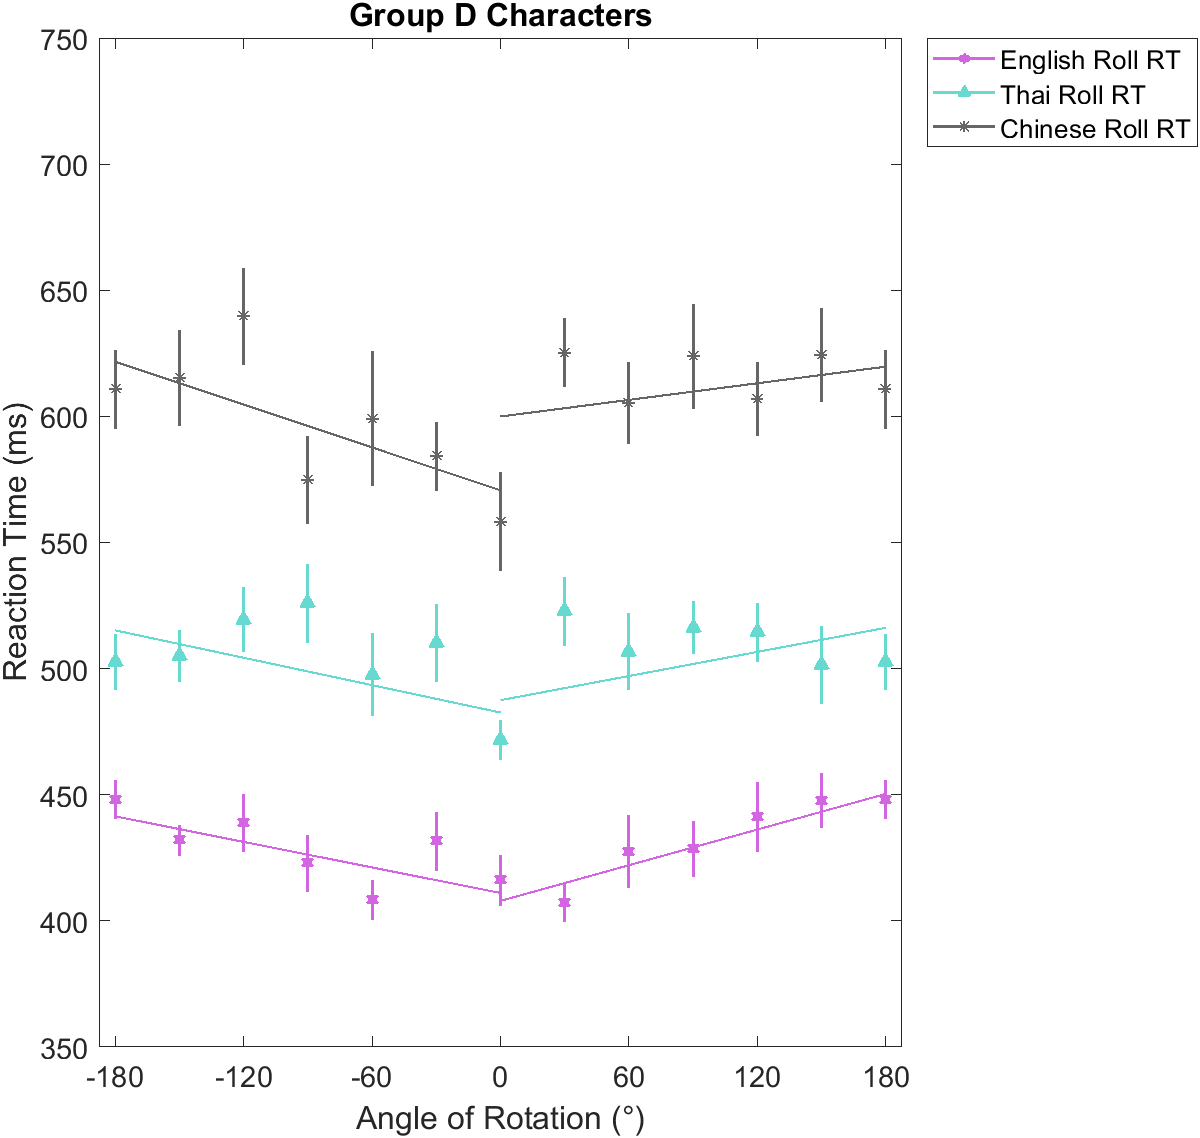 Group D Characters
English Roll RT
Thai Roll RT
Chinese Roll RT
750
700
650
600
550
500
450
400
350
Reaction Time (ms)
-180
-120
-60
0
60
120
180
Angle of Rotation (°)